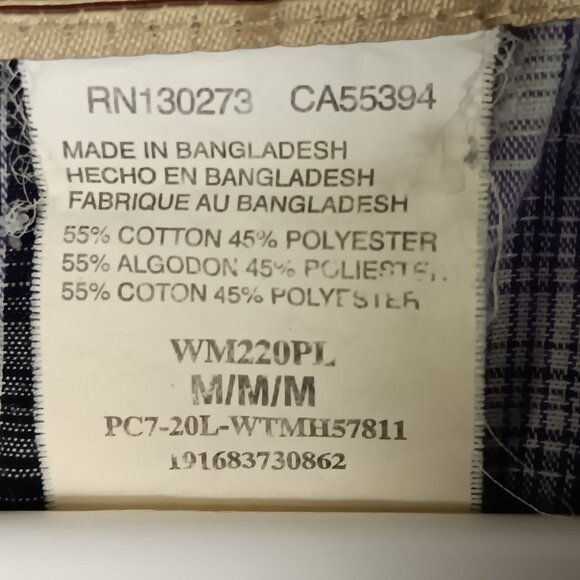 RN130273 CA55394
MADE IN BANGLADESH
HECHO EN BANGLADESH
FABRIQUE AU BANGLADESH
55% COTTON 45% POLYESTER
55% ALGODON 45% POLIESTER
55% COTON 45% POLYESTER
WM220PL
M/M/M
PC7-20L-WTMH57811
191683730862